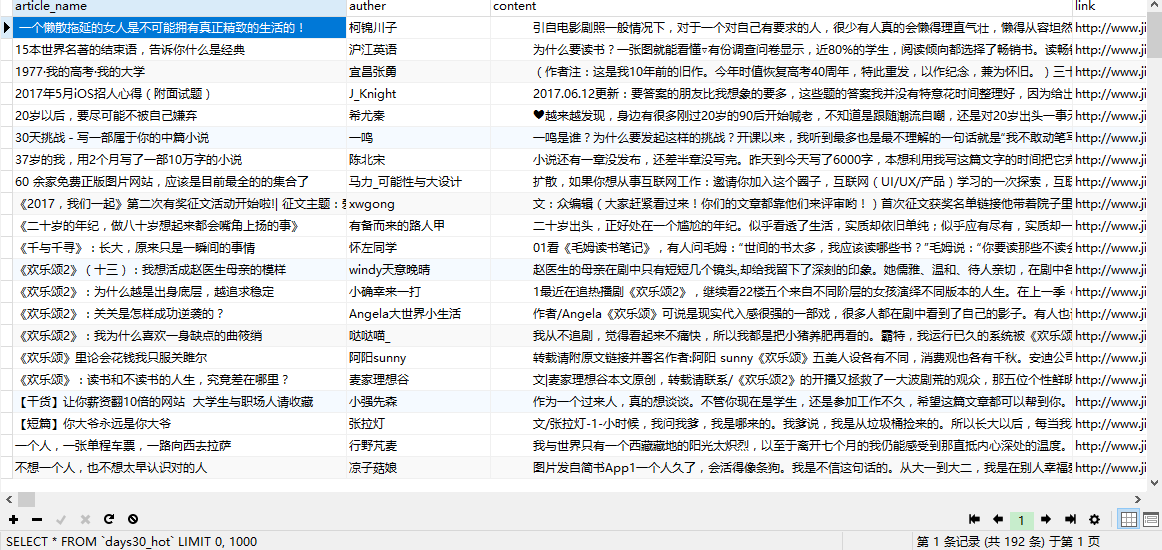 article_name auther content link
一个懒散拖延的女人是不可能拥有真正精致的生活的！ 柯锦川子 引自电影剧照一般情况下，对于一个对自己有要求的人，很少有人真的会懒得理直气壮，懒得从容坦然 http://www.ji
15本世界名著的结束语，告诉你什么是经典 沪江英语 为什么要读书？一张图就能看懂▿有份调查问卷显示，近80%的学生，阅读倾向都选择了畅销书。读畅销 http://www.ji
1977·我的高考·我的大学 宜昌张勇 （作者注：这是我10年前的旧作。今年时值恢复高考40周年，特此重发，以作纪念，兼为怀旧。）三十 http://www.ji
2017年5月iOS招人心得（附面试题） J_Knight 2017.06.12更新：要答案的朋友比我想象的要多，这些题的答案我并没有特意花时间整理好，因为给出 http://www.ji
20岁以后，要尽可能不被自己嫌弃 希尤秦 ♥越来越发现，身边有很多刚过20岁的90后开始喊老，不知道是跟随潮流自嘲，还是对20岁出头一事无 http://www.ji
30天挑战 - 写一部属于你的中篇小说 一鸣 一鸣是谁？为什么要发起这样的挑战？开课以来，我听到最多也是最不理解的一句话就是“我不敢动笔写 http://www.ji
37岁的我，用2个月写了一部10万字的小说 陈北宋 小说还有一章没发布，还差半章没写完。昨天到今天写了6000字，本想利用我写这篇文字的时间把它 http://www.ji
60 余家免费正版图片网站，应该是目前最全的的集合了 马力_可能性与大设计 扩散，如果你想从事互联网工作：邀请你加入这个圈子，互联网（UI/UX/产品）学习的一次探索，互联 http://www.ji
《2017，我们一起》第二次有奖征文活动开始啦!| 征文主题： xwgong 文：众编辑（大家赶紧看过来！你们的文章都靠他们来评审哟！）首次征文获奖名单链接他带着院子里 http://www.ji
《二十岁的年纪，做八十岁想起来都会嘴角上扬的事》 有备而来的路人甲 二十岁出头，正好处在一个尴尬的年纪。似乎看透了生活，实质却依旧单纯；似乎应有尽有，实质却一 http://www.ji
《千与千寻》：长大，原来只是一瞬间的事情 怀左同学 01看《毛姆读书笔记》，有人问毛姆：“世间的书太多，我应该读哪些书？”毛姆说：“你要读那些不读会 http://www.ji
《欢乐颂2》（十三）：我想活成赵医生母亲的模样 windy天意晚晴 赵医生的母亲在剧中只有短短几个镜头,却给我留下了深刻的印象。她儒雅、温和、待人亲切，在剧中各 http://www.ji
《欢乐颂2》：为什么越是出身底层，越追求稳定 小确幸来一打 1最近在追热播剧《欢乐颂2》，继续看22楼五个来自不同阶层的女孩演绎不同版本的人生。在上一季 http://www.ji
《欢乐颂2》：关关是怎样成功逆袭的？ Angela大世界小生活 作者/Angela《欢乐颂》可说是现实代入感很强的一部戏，很多人都在剧中看到了自己的影子。有人也 http://www.ji
《欢乐颂2》：我为什么喜欢一身缺点的曲筱绡 哒哒喵_ 我从不追剧，觉得看起来不痛快，所以我都是把小猪养肥再看的。霸特，我运行已久的系统被《欢乐颂 http://www.ji
《欢乐颂》里论会花钱我只服关雎尔 阿阳sunny 转载请附原文链接并署名作者:阿阳 sunny《欢乐颂》五美人设各有不同，消费观也各有千秋。安迪公司 http://www.ji
《欢乐颂》：读书和不读书的人生，究竟差在哪里？ 麦家理想谷 文|麦家理想谷本文原创，转载请联系/《欢乐颂2》的开播又拯救了一大波剧荒的观众，那五位个性鲜明 http://www.ji
【干货】让你薪资翻10倍的网站 大学生与职场人请收藏 小强先森 作为一个过来人，真的想谈谈。不管你现在是学生，还是参加工作不久，希望这篇文章都可以帮到你。 http://www.ji
【短篇】你大爷永远是你大爷 张拉灯 文/张拉灯-1-小时候，我问我爹，我是哪来的。我爹说，我是从垃圾桶捡来的。所以长大以后，每当我 http://www.ji
一个人，一张单程车票，一路向西去拉萨 行野芃麦 我与世界只有一个西藏藏地的阳光太炽烈，以至于离开七个月的我仍能感受到那直抵内心深处的温度。 http://www.ji
不想一个人，也不想太早认识对的人 凉子菇娘 图片发自简书App1一个人久了，会活得像条狗。我是不信这句话的。从大一到大二，我是在别人幸福 http://www.ji
1
SELECT * FROM `days30_hot` LIMIT 0, 1000 第 1 条记录 (共 192 条) 于第 1 页